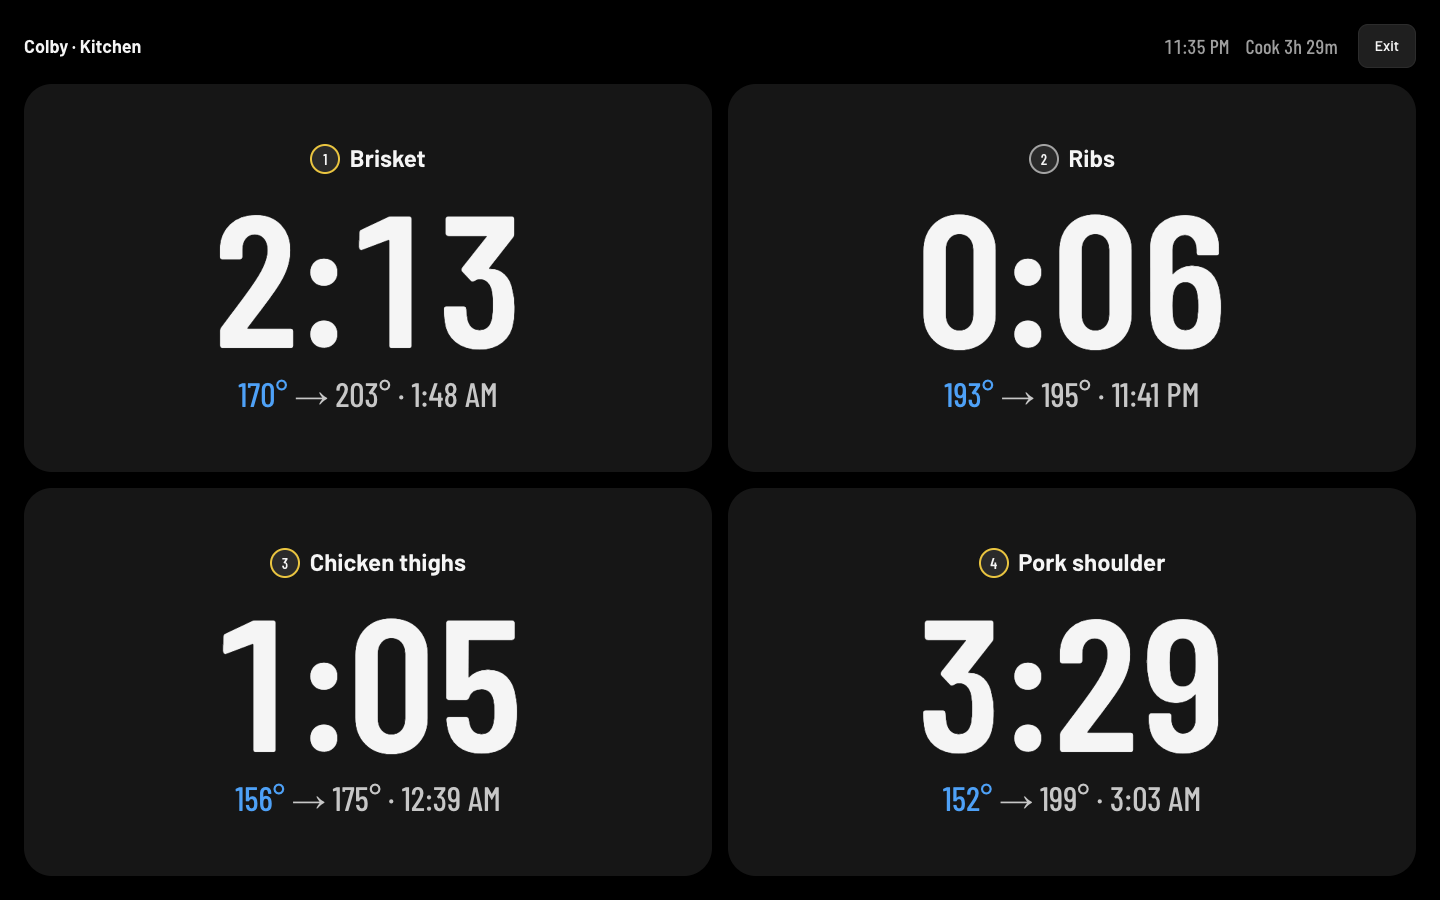 Colby · Kitchen
11:35 PM Cook 3h 29m Exit
1 Brisket
2:13
170° → 203° · 1:48 AM
2 Ribs
0:06
193° → 195° · 11:41 PM
3 Chicken thighs
1:05
156° → 175° · 12:39 AM
4 Pork shoulder
3:29
152° → 199° · 3:03 AM